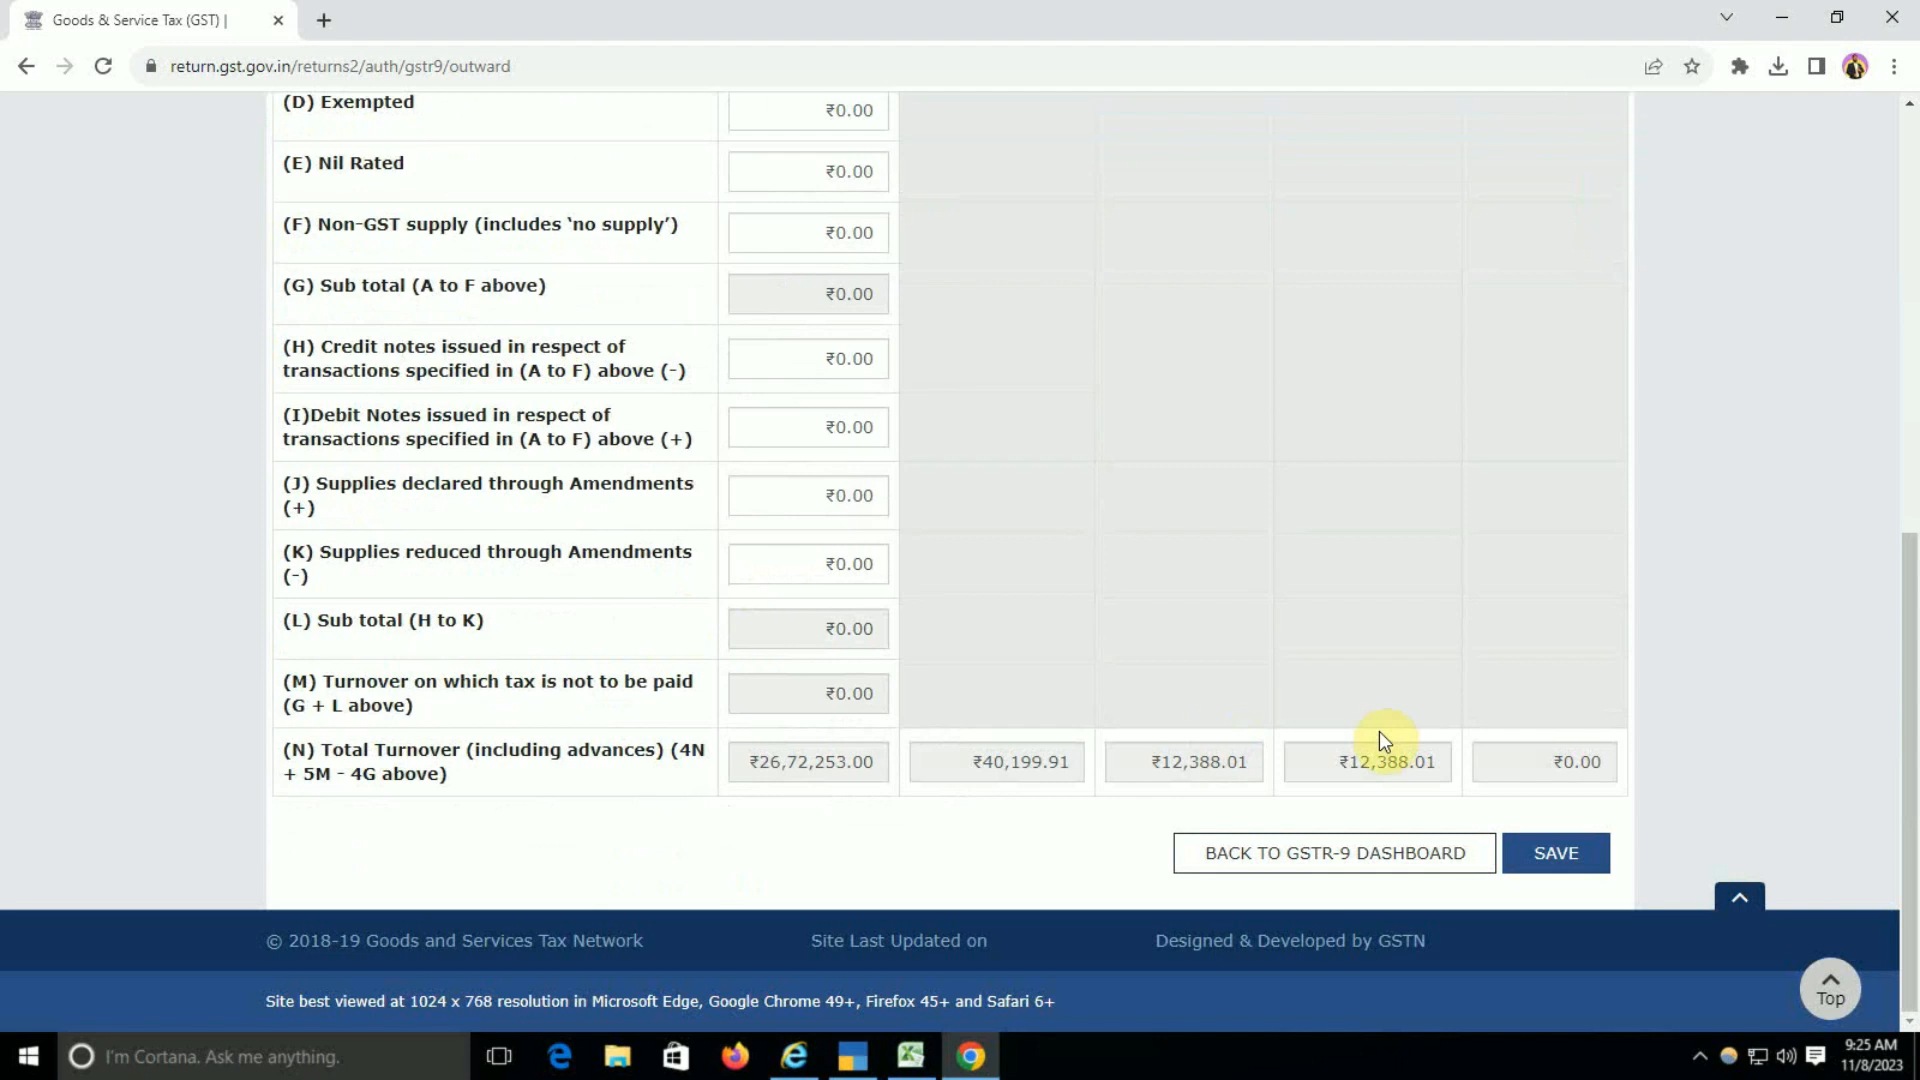 Goods & Service Tax (GST) |
return.gst.gov.in/returns2/auth/gstr9/outward
(D) Exempted
₹0.00
(E) Nil Rated
₹0.00
(F) Non-GST supply (includes ‘no supply’)
₹0.00
(G) Sub total (A to F above)
₹0.00
(H) Credit notes issued in respect of
transactions specified in (A to F) above (-)
₹0.00
(I)Debit Notes issued in respect of
transactions specified in (A to F) above (+)
₹0.00
(J) Supplies declared through Amendments
(+)
₹0.00
(K) Supplies reduced through Amendments
(-)
₹0.00
(L) Sub total (H to K)
₹0.00
(M) Turnover on which tax is not to be paid
(G + L above)
₹0.00
(N) Total Turnover (including advances) (4N
+ 5M - 4G above)
₹26,72,253.00 ₹40,199.91 ₹12,388.01 ₹12,388.01 ₹0.00
BACK TO GSTR-9 DASHBOARD SAVE
© 2018-19 Goods and Services Tax Network Site Last Updated on Designed & Developed by GSTN
Site best viewed at 1024 x 768 resolution in Microsoft Edge, Google Chrome 49+, Firefox 45+ and Safari 6+
Top
I'm Cortana. Ask me anything.
9:25 AM
11/8/2023